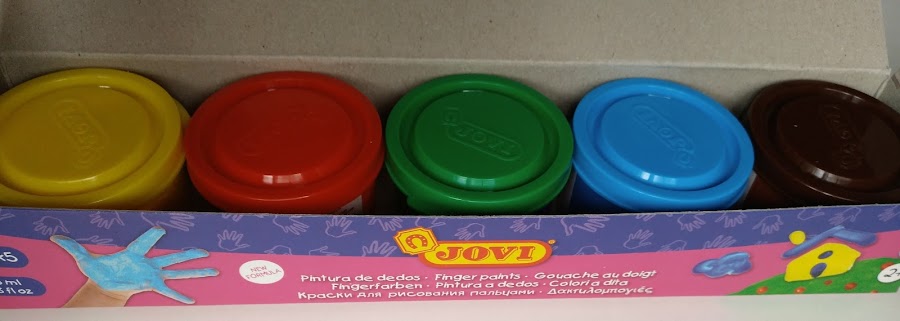 JOVI
JOVI
JOVI
JOVI
NEW
FORMULA
Pintura de dedos · Finger paints · Gouache au doigt
Fingerfarben · Pintura a dedos · Colori a dita
Краски для рисования пальцами · Δακτυλομπογιές